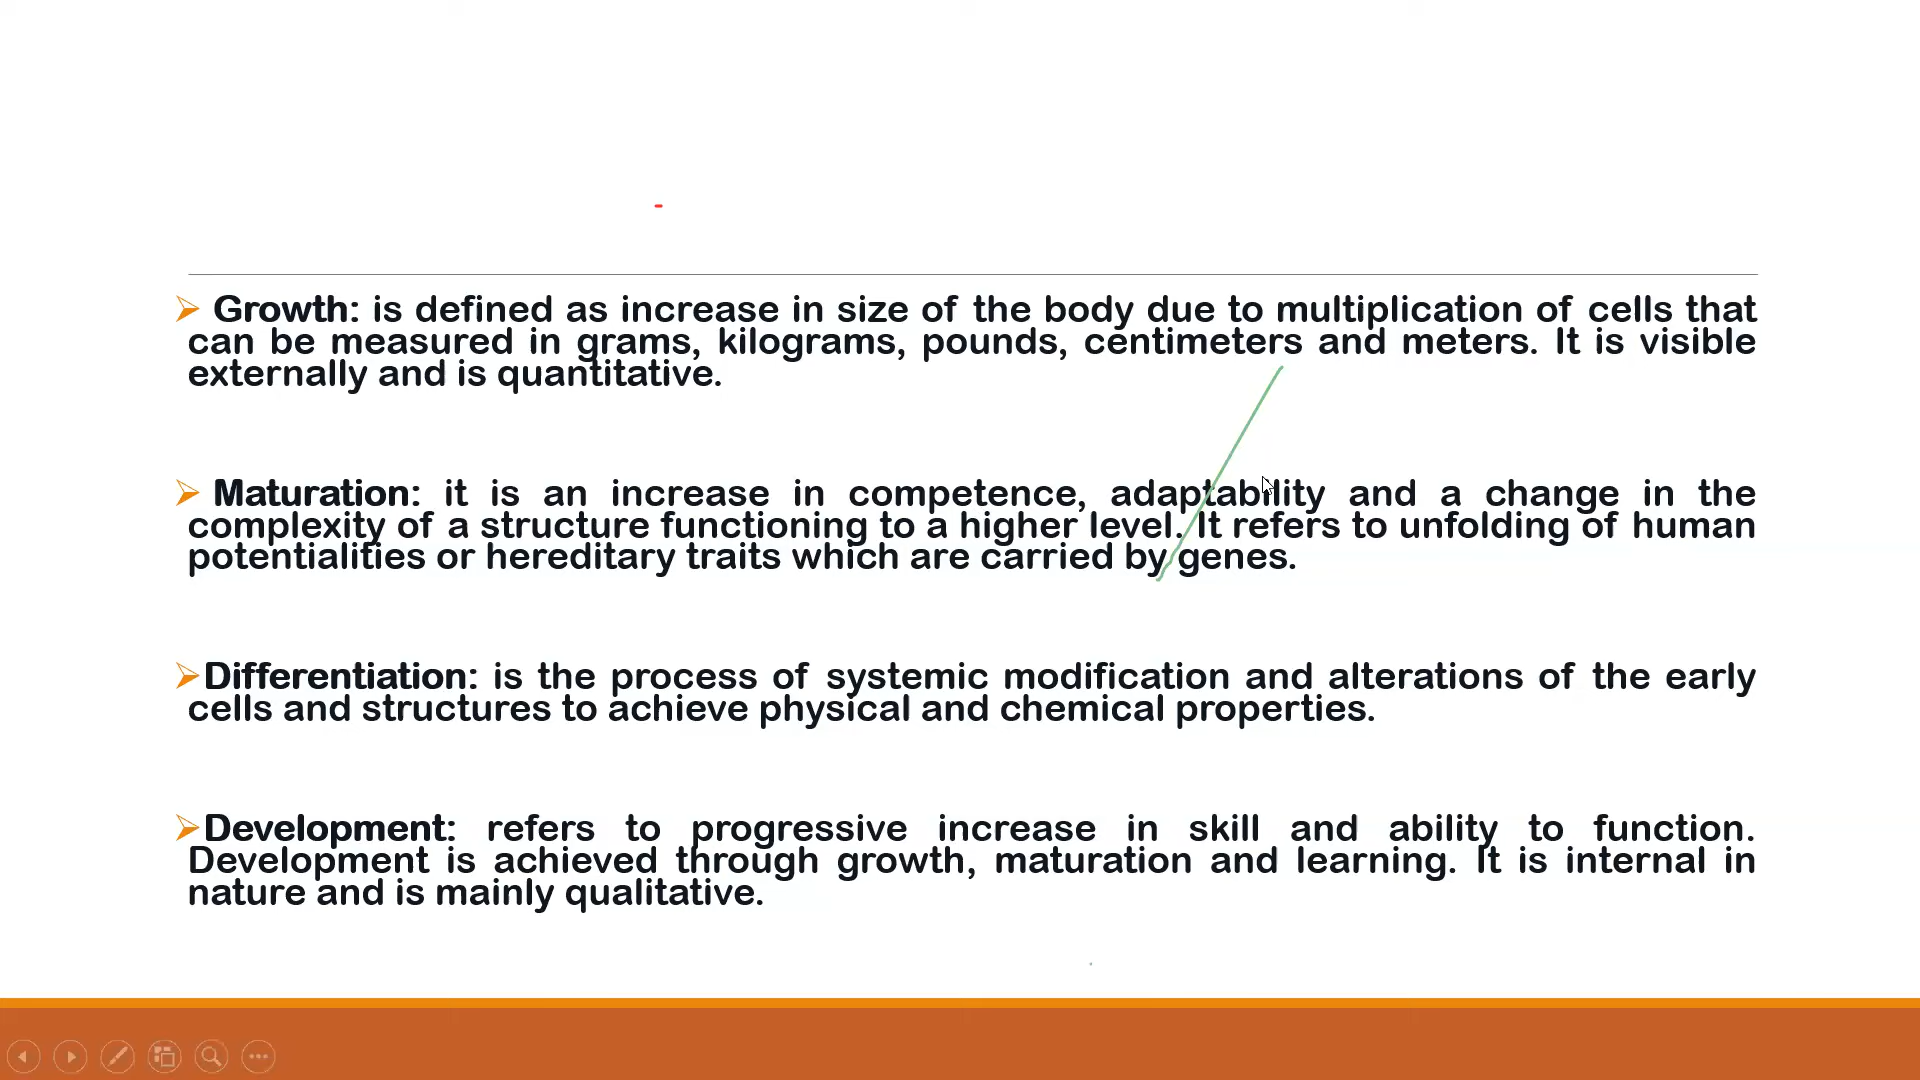 Growth: is defined as increase in size of the body due to multiplication of cells that
can be measured in grams, kilograms, pounds, centimeters and meters. It is visible
externally and is quantitative.
Maturation: it is an increase in competence, adaptability and a change in the
complexity of a structure functioning to a higher level. It refers to unfolding of human
potentialities or hereditary traits which are carried by genes.
Differentiation: is the process of systemic modification and alterations of the early
cells and structures to achieve physical and chemical properties.
Development: refers to progressive increase in skill and ability to function.
Development is achieved through growth, maturation and learning. It is internal in
nature and is mainly qualitative.